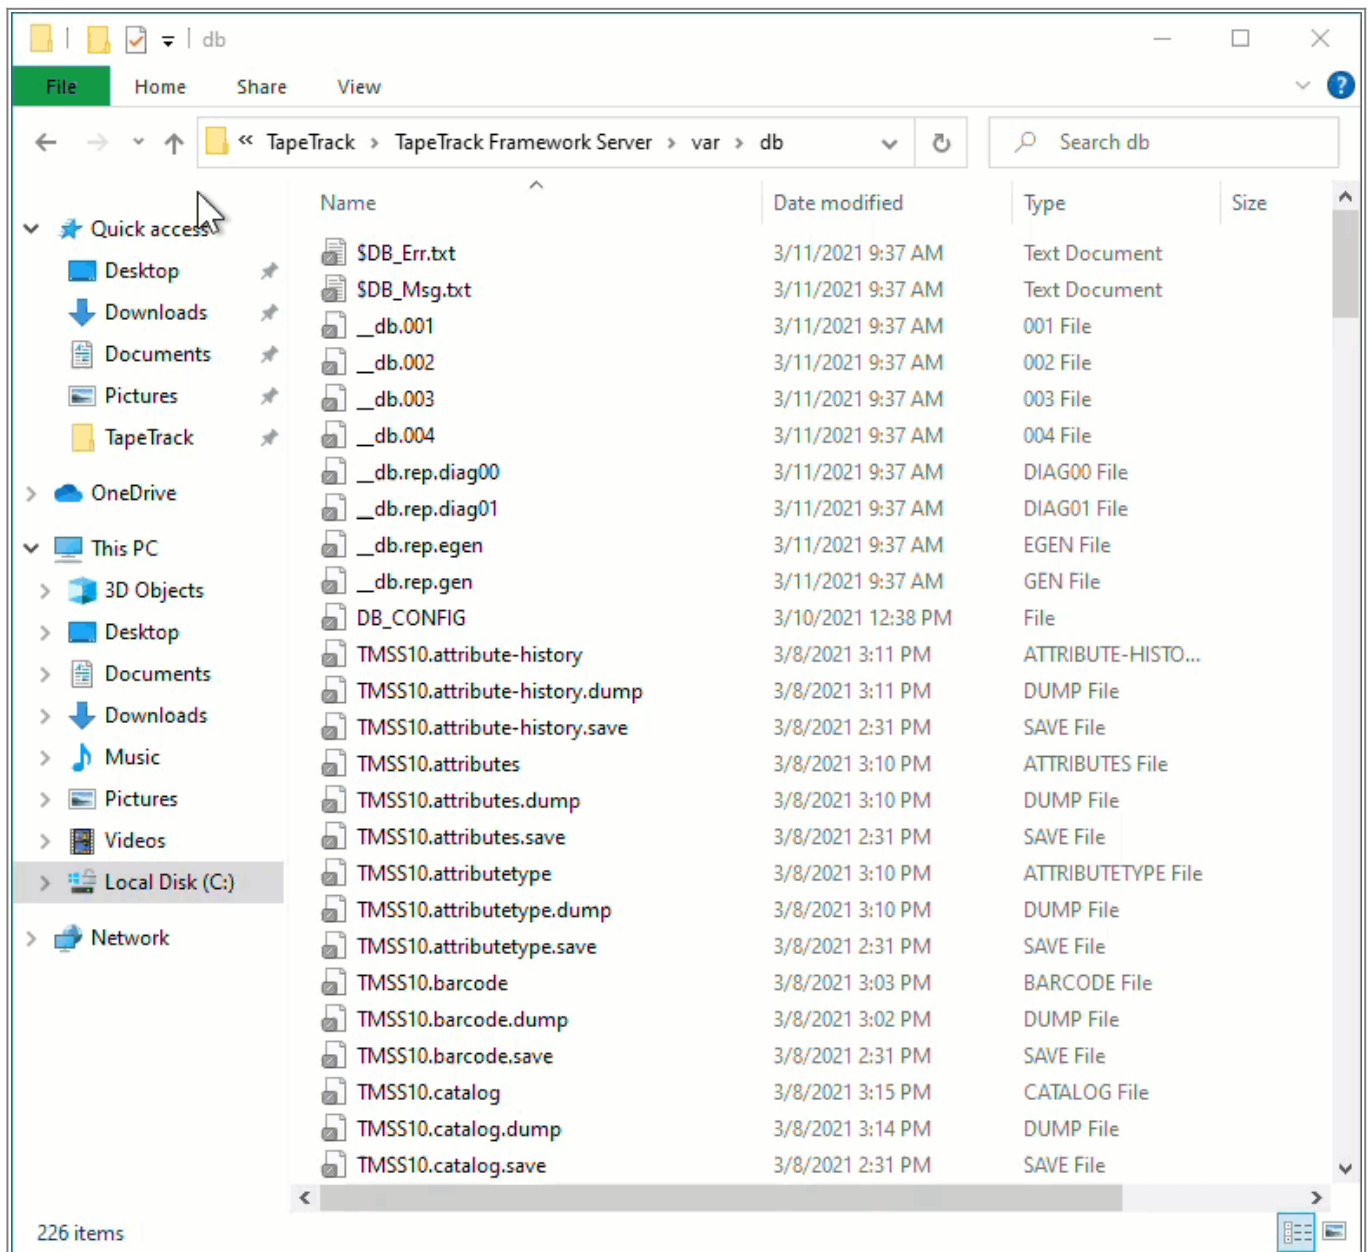 db
File Home Share View
« TapeTrack > TapeTrack Framework Server > var > db
Search db
Name Date modified Type Size
Quick access
Desktop
Downloads
Documents
Pictures
TapeTrack
OneDrive
This PC
3D Objects
Desktop
Documents
Downloads
Music
Pictures
Videos
Local Disk (C:)
Network
$DB_Err.txt 3/11/2021 9:37 AM Text Document
$DB_Msg.txt 3/11/2021 9:37 AM Text Document
__db.001 3/11/2021 9:37 AM 001 File
__db.002 3/11/2021 9:37 AM 002 File
__db.003 3/11/2021 9:37 AM 003 File
__db.004 3/11/2021 9:37 AM 004 File
__db.rep.diag00 3/11/2021 9:37 AM DIAG00 File
__db.rep.diag01 3/11/2021 9:37 AM DIAG01 File
__db.rep.egen 3/11/2021 9:37 AM EGEN File
__db.rep.gen 3/11/2021 9:37 AM GEN File
DB_CONFIG 3/10/2021 12:38 PM File
TMSS10.attribute-history 3/8/2021 3:11 PM ATTRIBUTE-HISTO...
TMSS10.attribute-history.dump 3/8/2021 3:11 PM DUMP File
TMSS10.attribute-history.save 3/8/2021 2:31 PM SAVE File
TMSS10.attributes 3/8/2021 3:10 PM ATTRIBUTES File
TMSS10.attributes.dump 3/8/2021 3:10 PM DUMP File
TMSS10.attributes.save 3/8/2021 2:31 PM SAVE File
TMSS10.attributetype 3/8/2021 3:10 PM ATTRIBUTETYPE File
TMSS10.attributetype.dump 3/8/2021 3:10 PM DUMP File
TMSS10.attributetype.save 3/8/2021 2:31 PM SAVE File
TMSS10.barcode 3/8/2021 3:03 PM BARCODE File
TMSS10.barcode.dump 3/8/2021 3:02 PM DUMP File
TMSS10.barcode.save 3/8/2021 2:31 PM SAVE File
TMSS10.catalog 3/8/2021 3:15 PM CATALOG File
TMSS10.catalog.dump 3/8/2021 3:14 PM DUMP File
TMSS10.catalog.save 3/8/2021 2:31 PM SAVE File
226 items